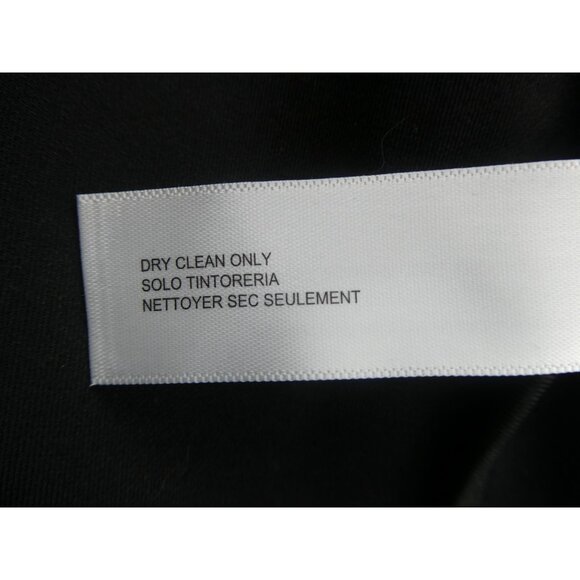 DRY CLEAN ONLY
SOLO TINTORERIA
NETTOYER SEC SEULEMENT